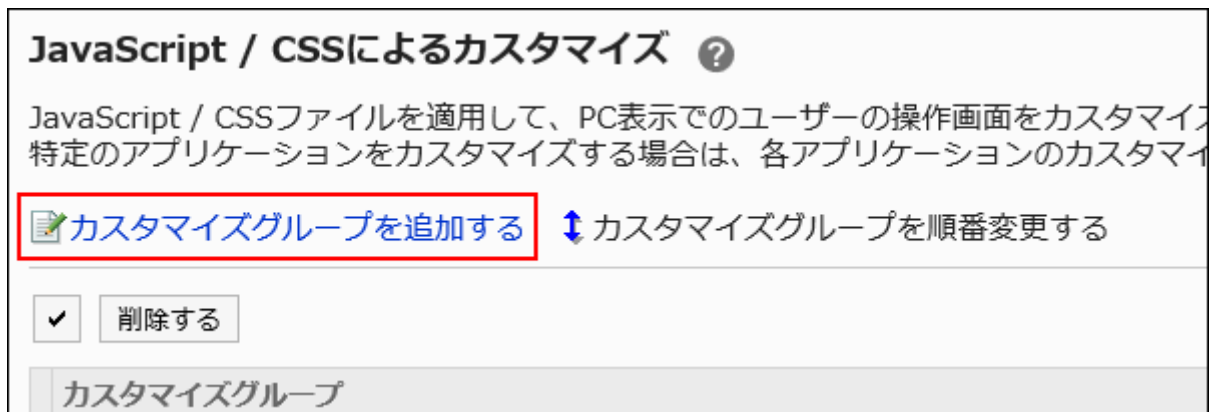 JavaScript / CSSによるカスタマイズ ?
JavaScript / CSSファイルを適用して、PC表示でのユーザーの操作画面をカスタマイズ
特定のアプリケーションをカスタマイズする場合は、各アプリケーションのカスタマイ
カスタマイズグループを追加する カスタマイズグループを順番変更する
削除する
カスタマイズグループ